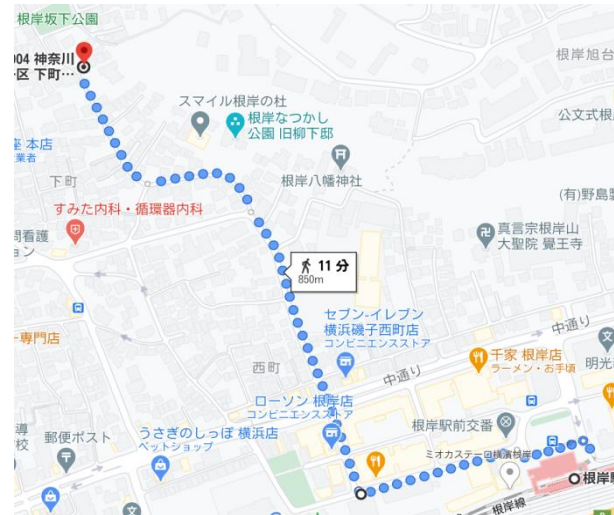 根岸坂下公園
004 神奈川
区 下町…
根岸旭台
スマイル根岸の杜
根岸なつかし
公園 旧柳下邸
公文式根岸
座 本店
業者
下町
根岸八幡神社
(有)野島
すみた内科・循環器内科
問看護
ョン
真言宗根岸山
大聖院 覺王寺
11 分
850m
セブン-イレブン
横浜磯子西町店
コンビニエンスストア
中通り
ー専門店
千家 根岸店
ラーメン・お手頃
西町
中通り
明光
ローソン 根岸店
コンビニエンスストア
根岸駅前交番
導
校
郵便ポスト
うさぎのしっぽ 横浜店
ペットショップ
ミオカステーロ横濱根岸
根岸駅
根岸線